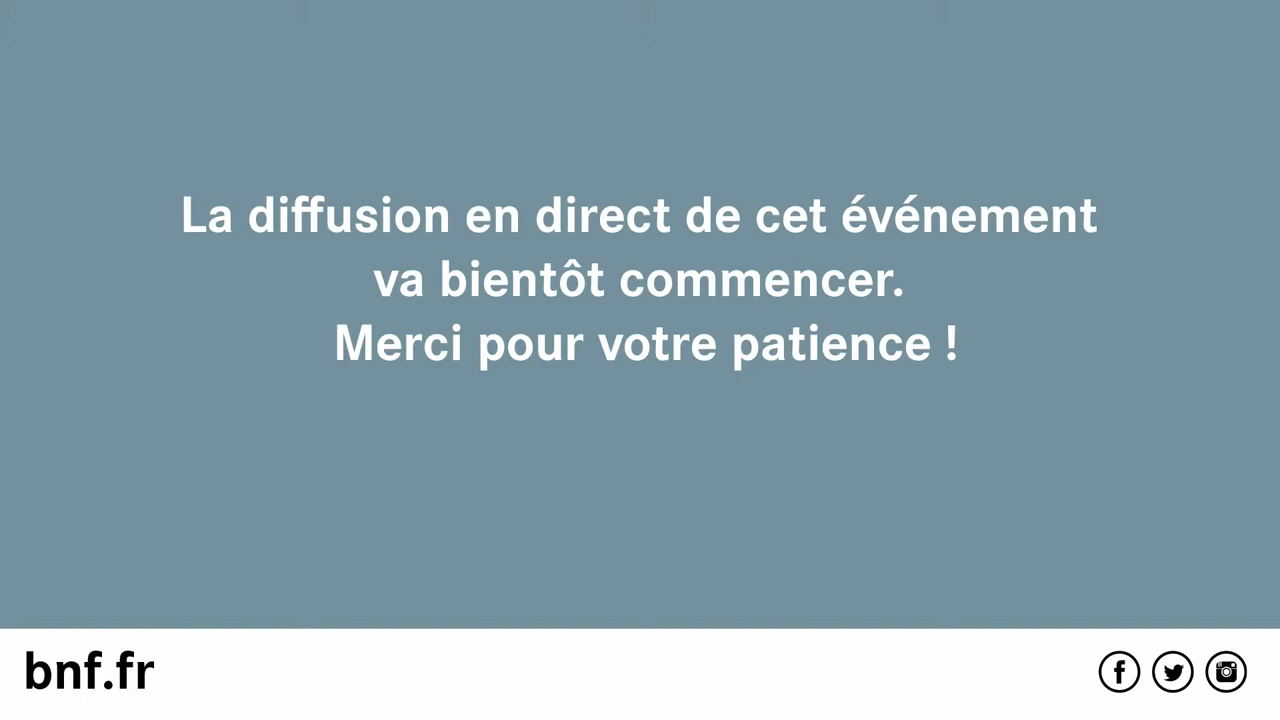 La diffusion en direct de cet événement
va bientôt commencer.
Merci pour votre patience !
bnf.fr